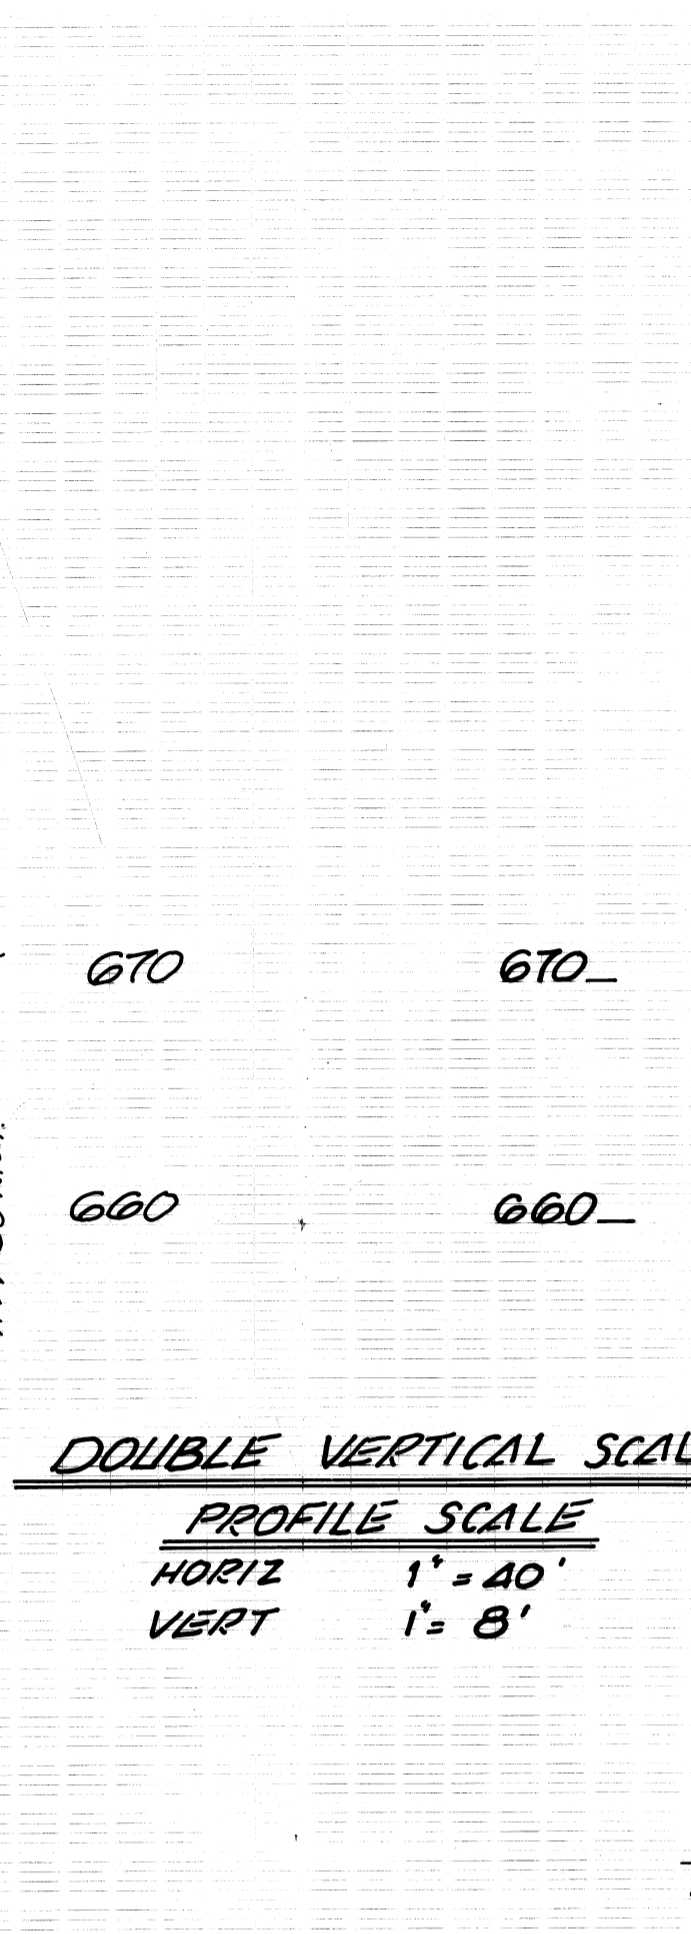 670 670
660 660
DOUBLE VERTICAL SCAL
PROFILE SCALE
HORIZ 1" = 40'
VERT 1" = 8'